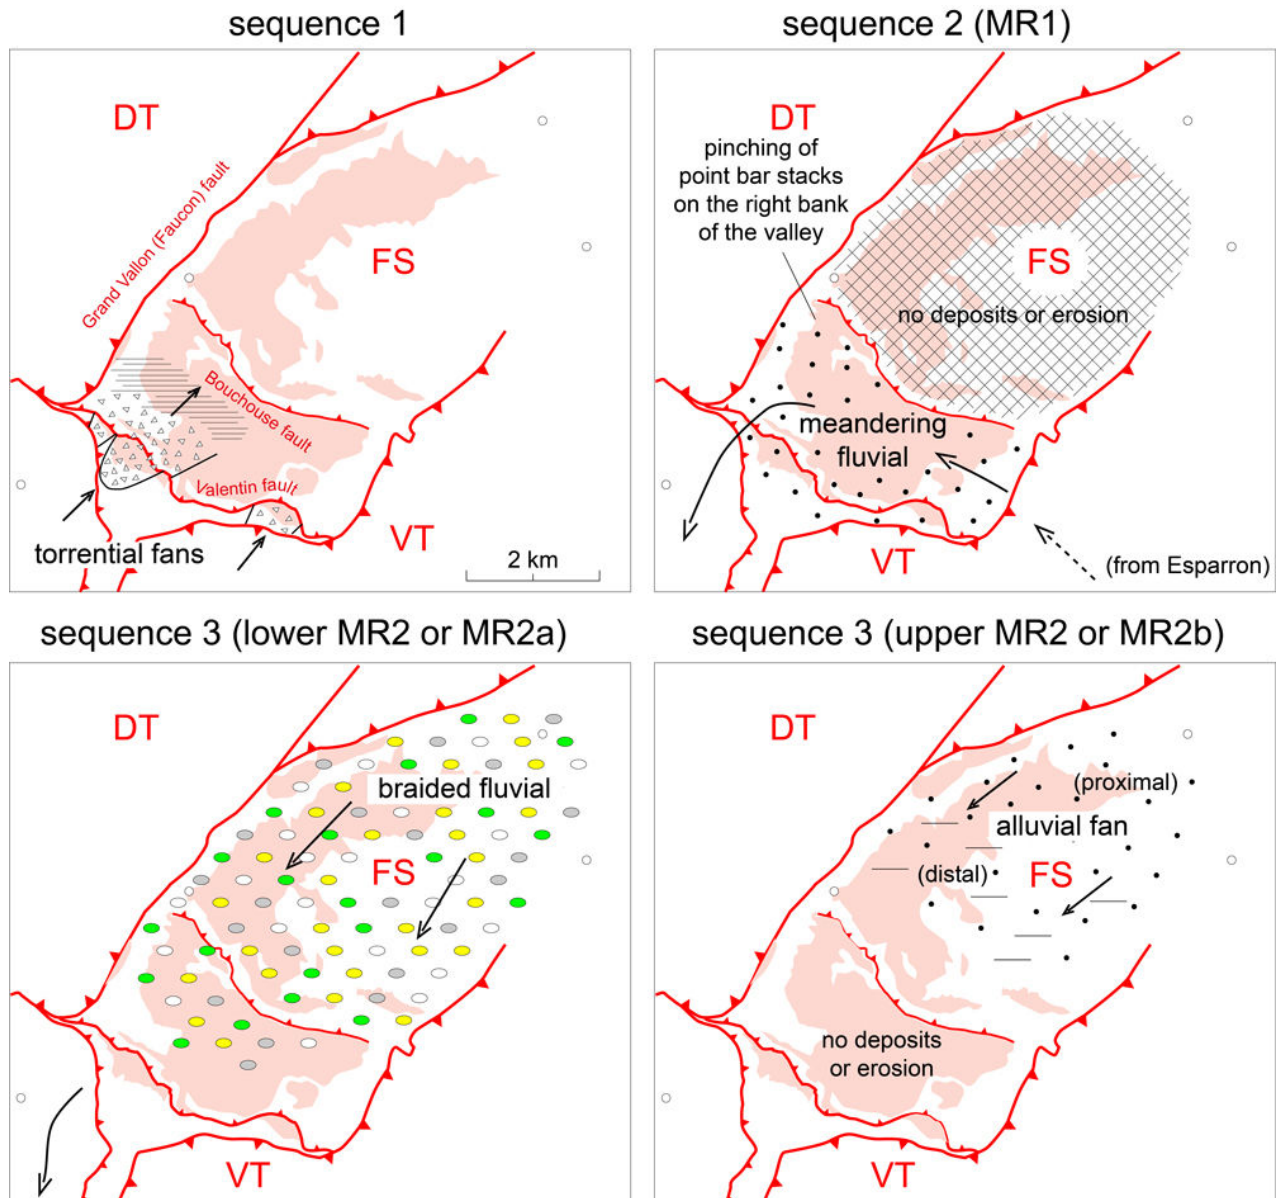 sequence 1
DT
Grand Vallon (Faucon) fault
FS
Bouchouse fault
Valentin fault
VT
torrential fans
2 km
sequence 2 (MR1)
DT
pinching of
point bar stacks
on the right bank
of the valley
FS
no deposits or erosion
meandering
fluvial
VT
(from Esparron)
sequence 3 (lower MR2 or MR2a)
DT
braided fluvial
FS
VT
sequence 3 (upper MR2 or MR2b)
DT
(proximal)
alluvial fan
(distal)
FS
no deposits
or erosion
VT